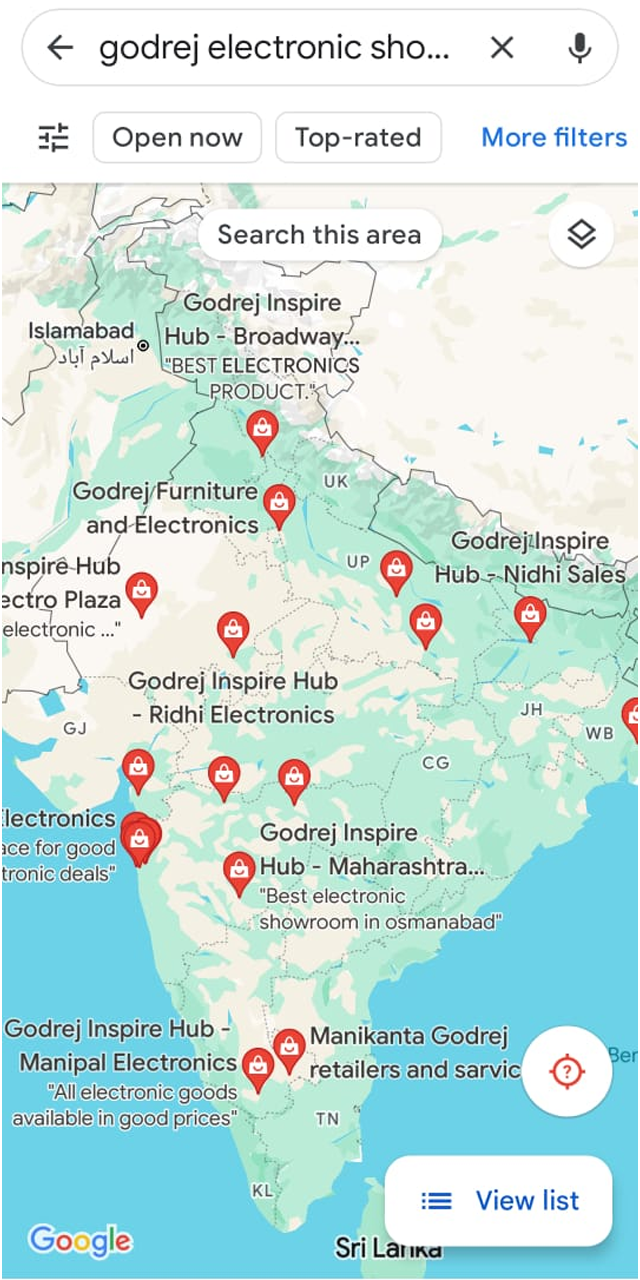 godrej electronic sho...
Open now
Top-rated
More filters
Search this area
Godrej Inspire
Hub - Broadway...
"BEST ELECTRONICS
PRODUCT."
Islamabad
اسلام آباد
UK
Godrej Furniture
and Electronics
UP
Godrej Inspire
Hub - Nidhi Sales
nspire Hub
ectro Plaza
electronic ..."
Godrej Inspire Hub
- Ridhi Electronics
GJ
JH
WB
CG
Electronics
ace for good
tronic deals"
Godrej Inspire
Hub - Maharashtra...
"Best electronic
showroom in osmanabad"
Godrej Inspire Hub -
Manipal Electronics
"All electronic goods
available in good prices"
Manikanta Godrej
retailers and sarvic
Ber
TN
KL
View list
Google
Sri Lanka